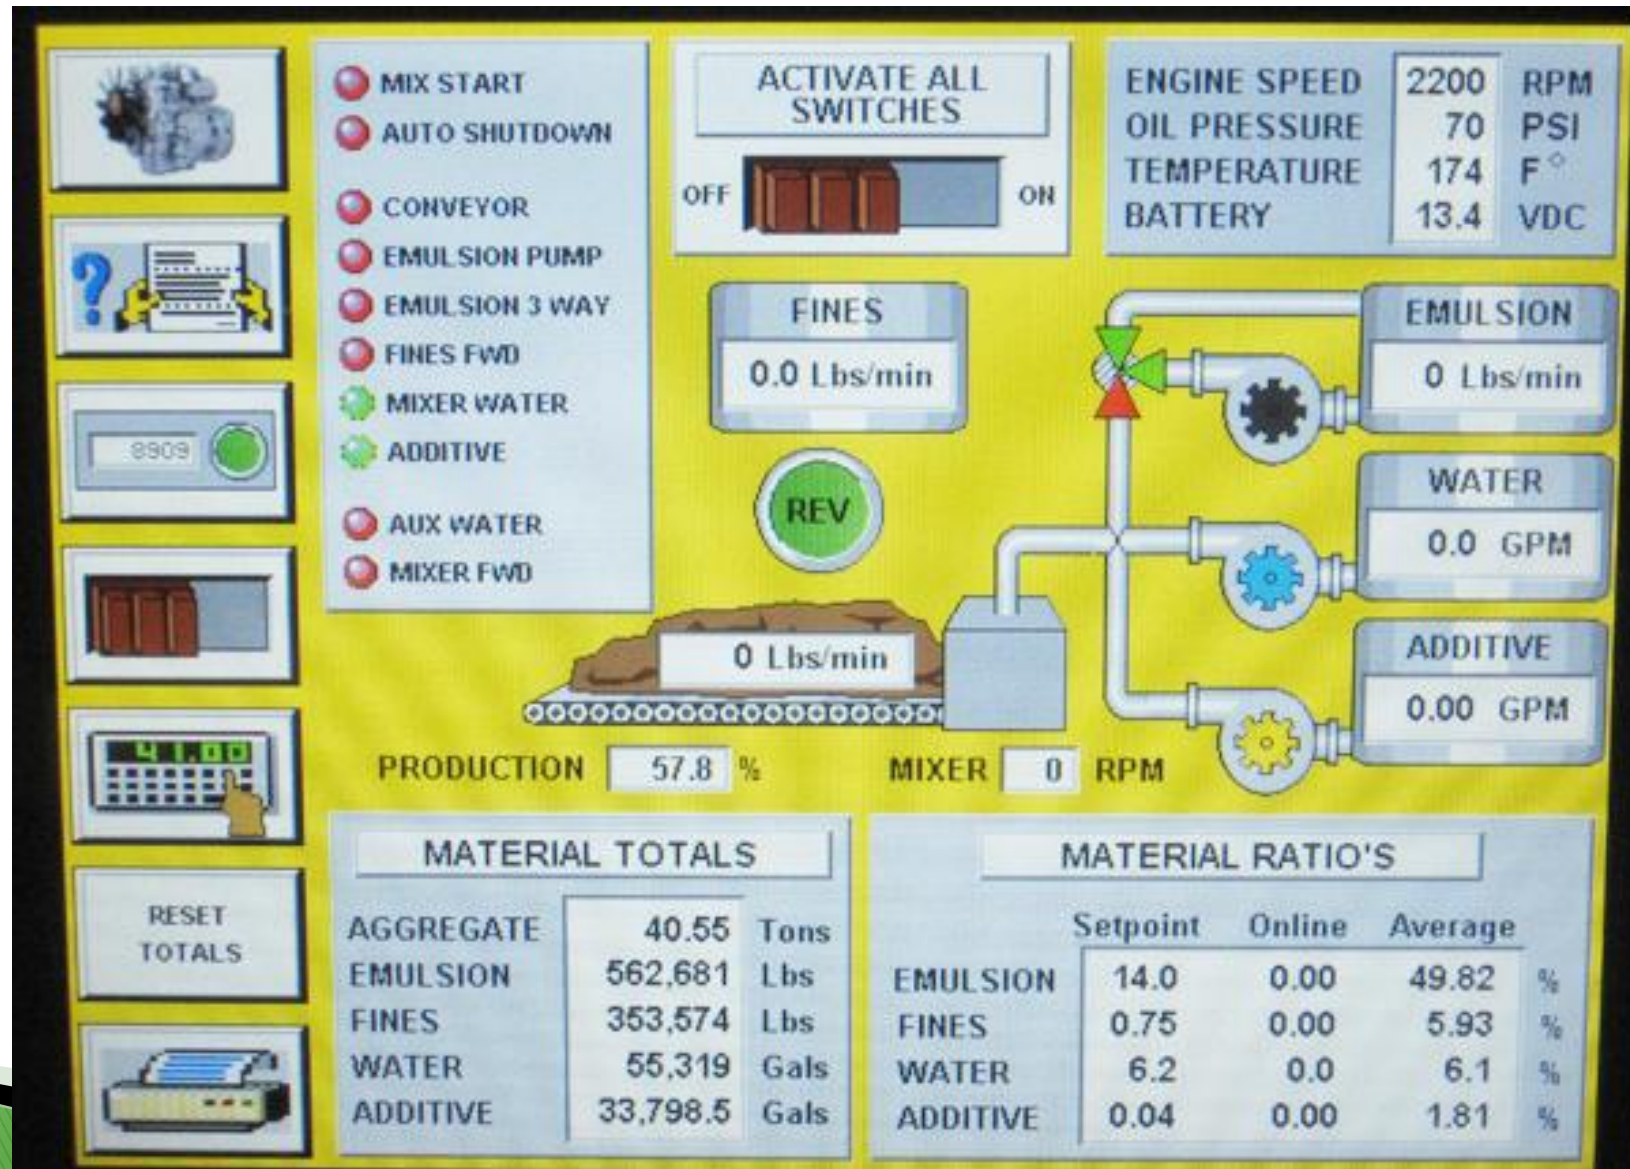 MIX START
AUTO SHUTDOWN
CONVEYOR
EMULSION PUMP
EMULSION 3 WAY
FINES FWD
MIXER WATER
ADDITIVE
AUX WATER
MIXER FWD
ACTIVATE ALL
SWITCHES
OFF ON
ENGINE SPEED 2200 RPM
OIL PRESSURE 70 PSI
TEMPERATURE 174 F°
BATTERY 13.4 VDC
?
8909
41.00
RESET
TOTALS
FINES
0.0 Lbs/min
REV
EMULSION
0 Lbs/min
WATER
0.0 GPM
ADDITIVE
0.00 GPM
0 Lbs/min
PRODUCTION 57.8 %
MIXER 0 RPM
MATERIAL TOTALS
AGGREGATE 40.55 Tons
EMULSION 562,681 Lbs
FINES 353,574 Lbs
WATER 55,319 Gals
ADDITIVE 33,798.5 Gals
MATERIAL RATIO'S
Setpoint Online Average
EMULSION 14.0 0.00 49.82 %
FINES 0.75 0.00 5.93 %
WATER 6.2 0.0 6.1 %
ADDITIVE 0.04 0.00 1.81 %